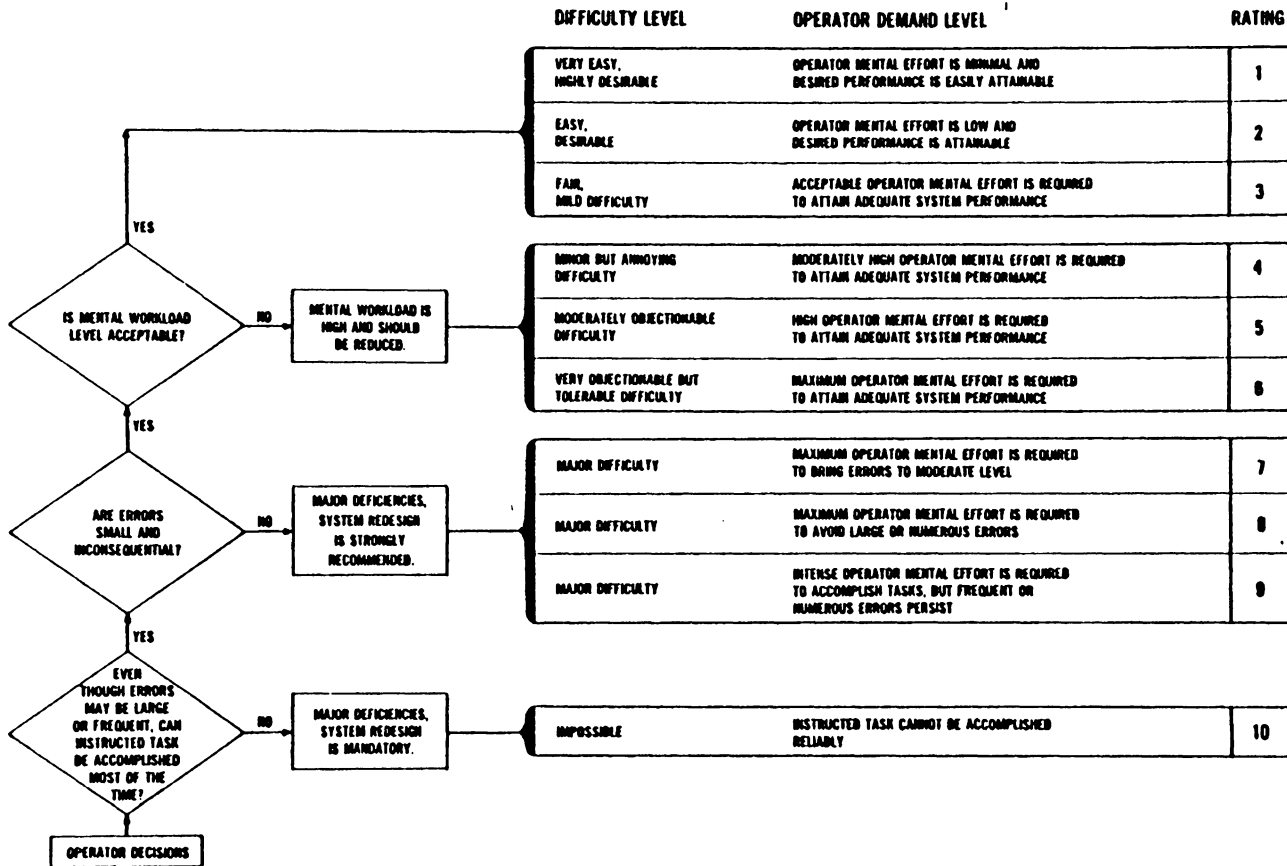 DIFFICULTY LEVEL OPERATOR DEMAND LEVEL RATING
VERY EASY, OPERATOR MENTAL EFFORT IS MINIMAL AND
HIGHLY DESIRABLE DESIRED PERFORMANCE IS EASILY ATTAINABLE
1
EASY, OPERATOR MENTAL EFFORT IS LOW AND
DESIRABLE DESIRED PERFORMANCE IS ATTAINABLE
2
FAIR, ACCEPTABLE OPERATOR MENTAL EFFORT IS REQUIRED
MILD DIFFICULTY TO ATTAIN ADEQUATE SYSTEM PERFORMANCE
3
YES
IS MENTAL WORKLOAD
LEVEL ACCEPTABLE?
NO
MENTAL WORKLOAD IS
HIGH AND SHOULD
BE REDUCED.
MINOR BUT ANNOYING MODERATELY HIGH OPERATOR MENTAL EFFORT IS REQUIRED
DIFFICULTY TO ATTAIN ADEQUATE SYSTEM PERFORMANCE
4
MODERATELY OBJECTIONABLE HIGH OPERATOR MENTAL EFFORT IS REQUIRED
DIFFICULTY TO ATTAIN ADEQUATE SYSTEM PERFORMANCE
5
VERY OBJECTIONABLE BUT MAXIMUM OPERATOR MENTAL EFFORT IS REQUIRED
TOLERABLE DIFFICULTY TO ATTAIN ADEQUATE SYSTEM PERFORMANCE
6
YES
ARE ERRORS
SMALL AND
INCONSEQUENTIAL?
NO
MAJOR DEFICIENCIES,
SYSTEM REDESIGN
IS STRONGLY
RECOMMENDED.
MAJOR DIFFICULTY
MAXIMUM OPERATOR MENTAL EFFORT IS REQUIRED
TO BRING ERRORS TO MODERATE LEVEL
7
MAJOR DIFFICULTY
MAXIMUM OPERATOR MENTAL EFFORT IS REQUIRED
TO AVOID LARGE OR NUMEROUS ERRORS
8
MAJOR DIFFICULTY
INTENSE OPERATOR MENTAL EFFORT IS REQUIRED
TO ACCOMPLISH TASKS, BUT FREQUENT OR
NUMEROUS ERRORS PERSIST
9
YES
EVEN
THOUGH ERRORS
MAY BE LARGE
OR FREQUENT, CAN
INSTRUCTED TASK
BE ACCOMPLISHED
MOST OF THE
TIME?
NO
MAJOR DEFICIENCIES,
SYSTEM REDESIGN
IS MANDATORY.
IMPOSSIBLE
INSTRUCTED TASK CANNOT BE ACCOMPLISHED
RELIABLY
10
OPERATOR DECISIONS